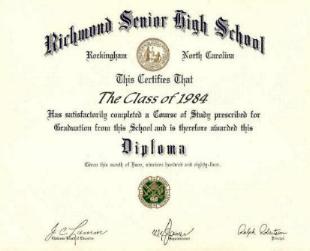 Richmond Senior High School
Rockingham North Carolina
This Certifies That
The Class of 1984
Has satisfactorily completed a Course of Study prescribed for
Graduation from this School and is therefore awarded this
Diploma
Given this month of June, nineteen hundred and eighty-four.
Superintendent
Principal